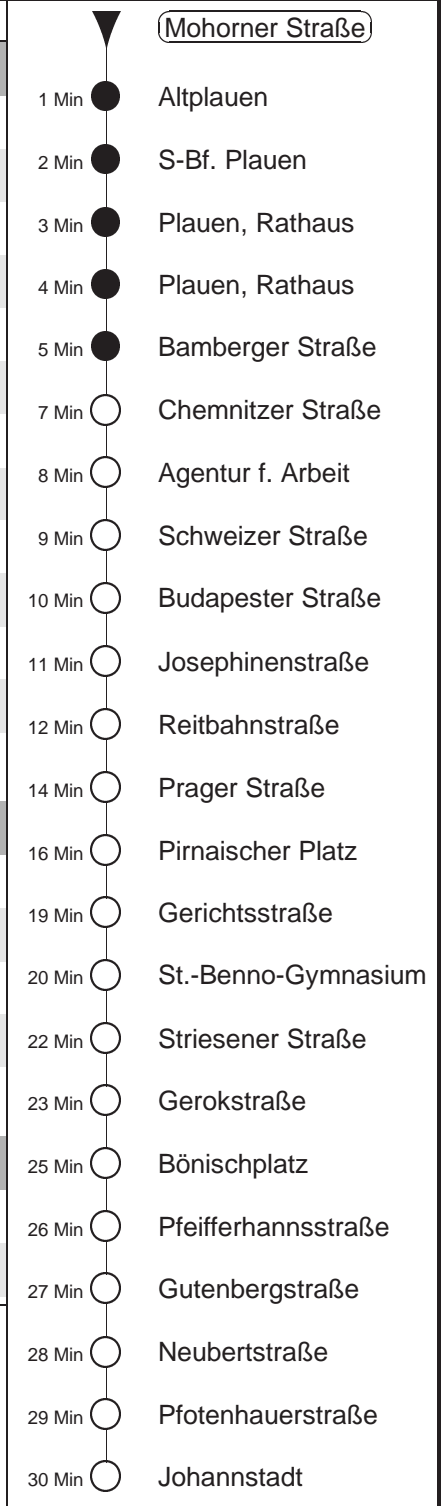 Mohorner Straße
1 Min Altplauen
2 Min S-Bf. Plauen
3 Min Plauen, Rathaus
4 Min Plauen, Rathaus
5 Min Bamberger Straße
7 Min Chemnitzer Straße
8 Min Agentur f. Arbeit
9 Min Schweizer Straße
10 Min Budapester Straße
11 Min Josephinenstraße
12 Min Reitbahnstraße
14 Min Prager Straße
16 Min Pirnaischer Platz
19 Min Gerichtsstraße
20 Min St.-Benno-Gymnasium
22 Min Striesener Straße
23 Min Gerokstraße
25 Min Bönischplatz
26 Min Pfeifferhannsstraße
27 Min Gutenbergstraße
28 Min Neubertstraße
29 Min Pfotenhauerstraße
30 Min Johannstadt